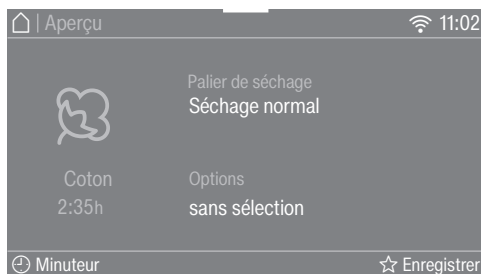 | Aperçu
11:02
Palier de séchage
Séchage normal
Coton
2:35h
Options
sans sélection
Minuteur
Enregistrer